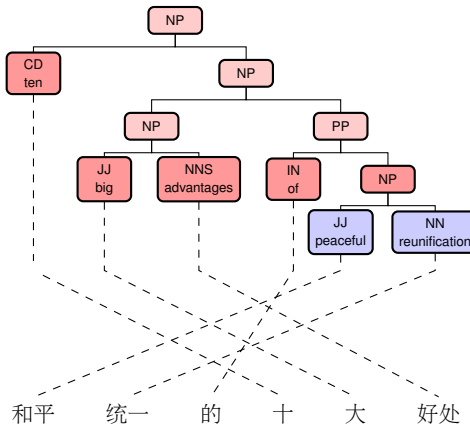 NP
CD
ten
NP
NP
PP
JJ
big
NNS
advantages
IN
of
NP
JJ
peaceful
NN
reunification
和平 统一 的 十 大 好处